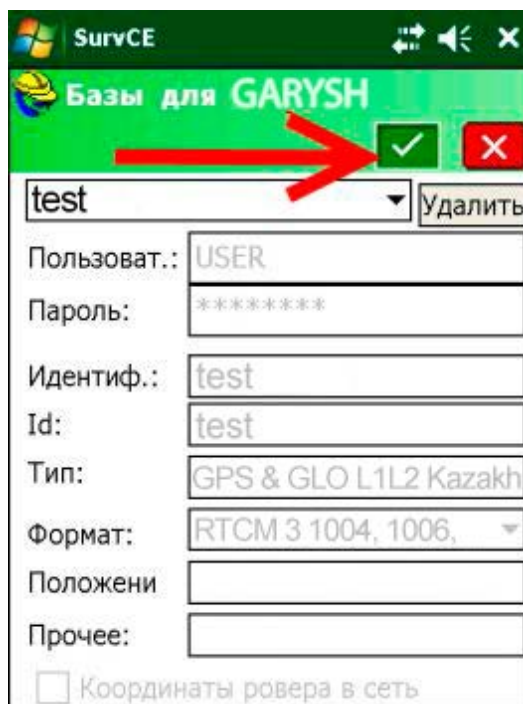 SurvCE
Базы для GARYSH
test Удалить
Пользоват.: USER
Пароль: ********
Идентиф.: test
Id: test
Тип: GPS & GLO L1L2 Kazakh
Формат: RTCM 3 1004, 1006,
Положени
Прочее:
Координаты ровера в сеть